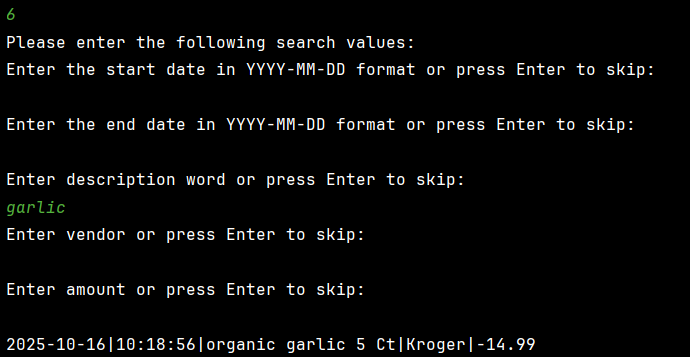 6
Please enter the following search values:
Enter the start date in YYYY-MM-DD format or press Enter to skip:
Enter the end date in YYYY-MM-DD format or press Enter to skip:
Enter description word or press Enter to skip:
garlic
Enter vendor or press Enter to skip:
Enter amount or press Enter to skip:
2025-10-16|10:18:56|organic garlic 5 Ct|Kroger|-14.99